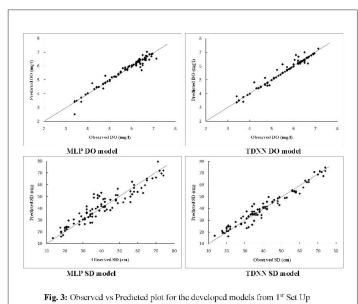 8
7
6
5
4
3
2
Predicted DO (mg/l)
2 3 4 5 6 7 8
Observed DO (mg/l)
MLP DO model
8
7
6
5
4
3
2
Predicted DO (mg/l)
2 3 4 5 6 7 8
Observed DO (mg/l)
TDNN DO model
80
70
60
50
40
30
20
10
Predicted SD (cm)
10 20 30 40 50 60 70 80
Observed SD (cm)
MLP SD model
80
70
60
50
40
30
20
10
10 20 30 40 50 60 70 80
Observed SD (cm)
TDNN SD model
Fig. 3: Observed vs Predicted plot for the developed models from 1st Set Up